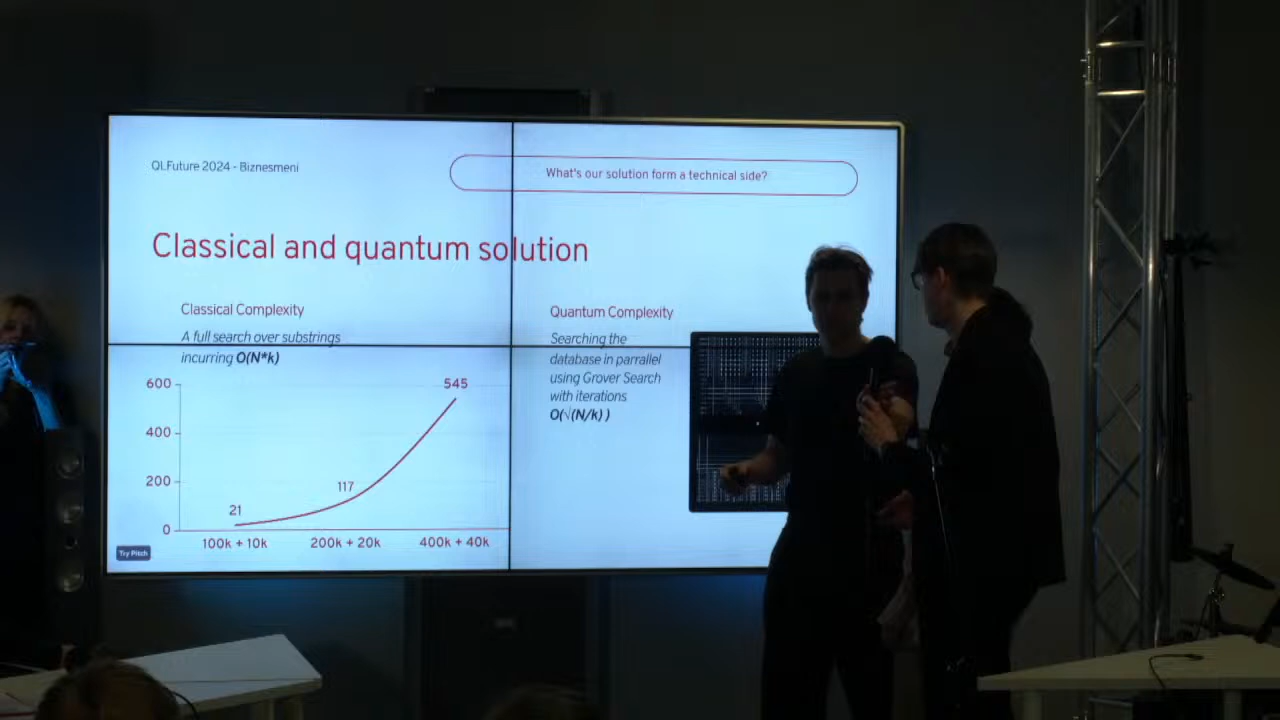 QLFuture 2024 - Biznesmeni
What's our solution form a technical side?
Classical and quantum solution
Classical Complexity
A full search over substrings
incurring O(N*k)
600
400
200
0
21
117
545
100k + 10k
200k + 20k
400k + 40k
Quantum Complexity
Searching the
database in parrallel
using Grover Search
with iterations
O(√(N/k) )
Try Pitch